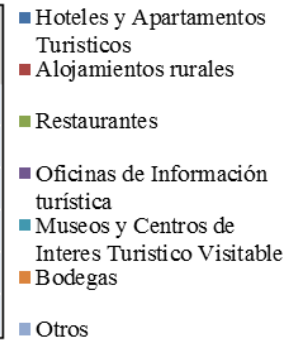 Hoteles y Apartamentos
Turisticos
Alojamientos rurales
Restaurantes
Oficinas de Información
turística
Museos y Centros de
Interes Turistico Visitable
Bodegas
Otros